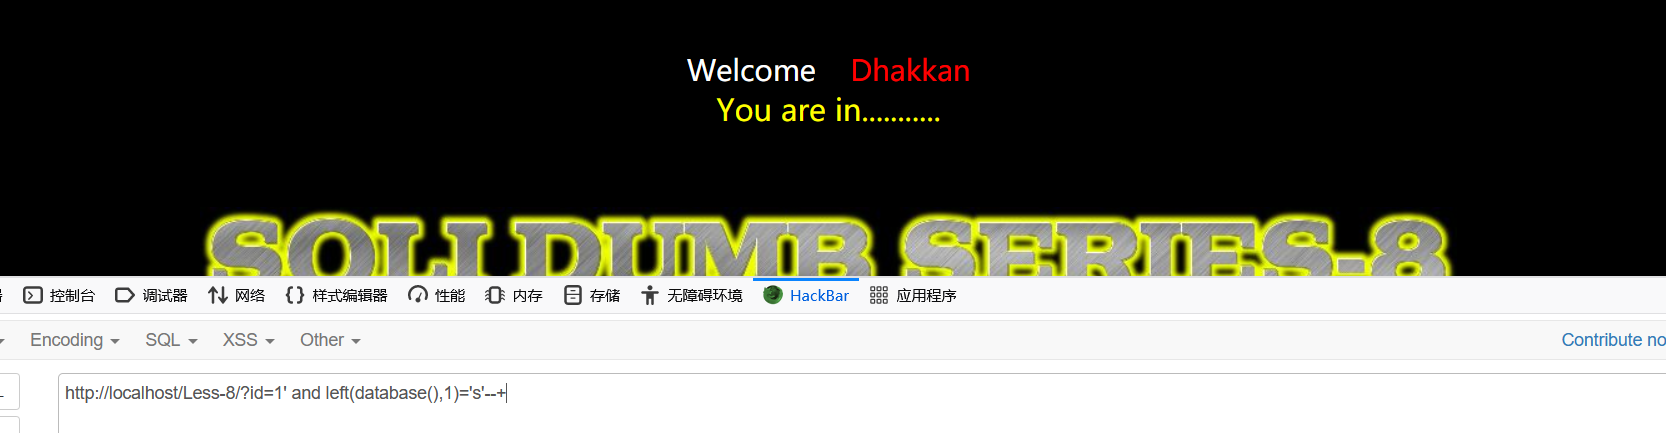 Welcome Dhakkan
You are in...........
SQLI DUMB SERIES-8
控制台 调试器 网络 样式编辑器 性能 内存 存储 无障碍环境 HackBar 应用程序
Encoding SQL XSS Other Contribute no
http://localhost/Less-8/?id=1' and left(database(),1)='s'--+